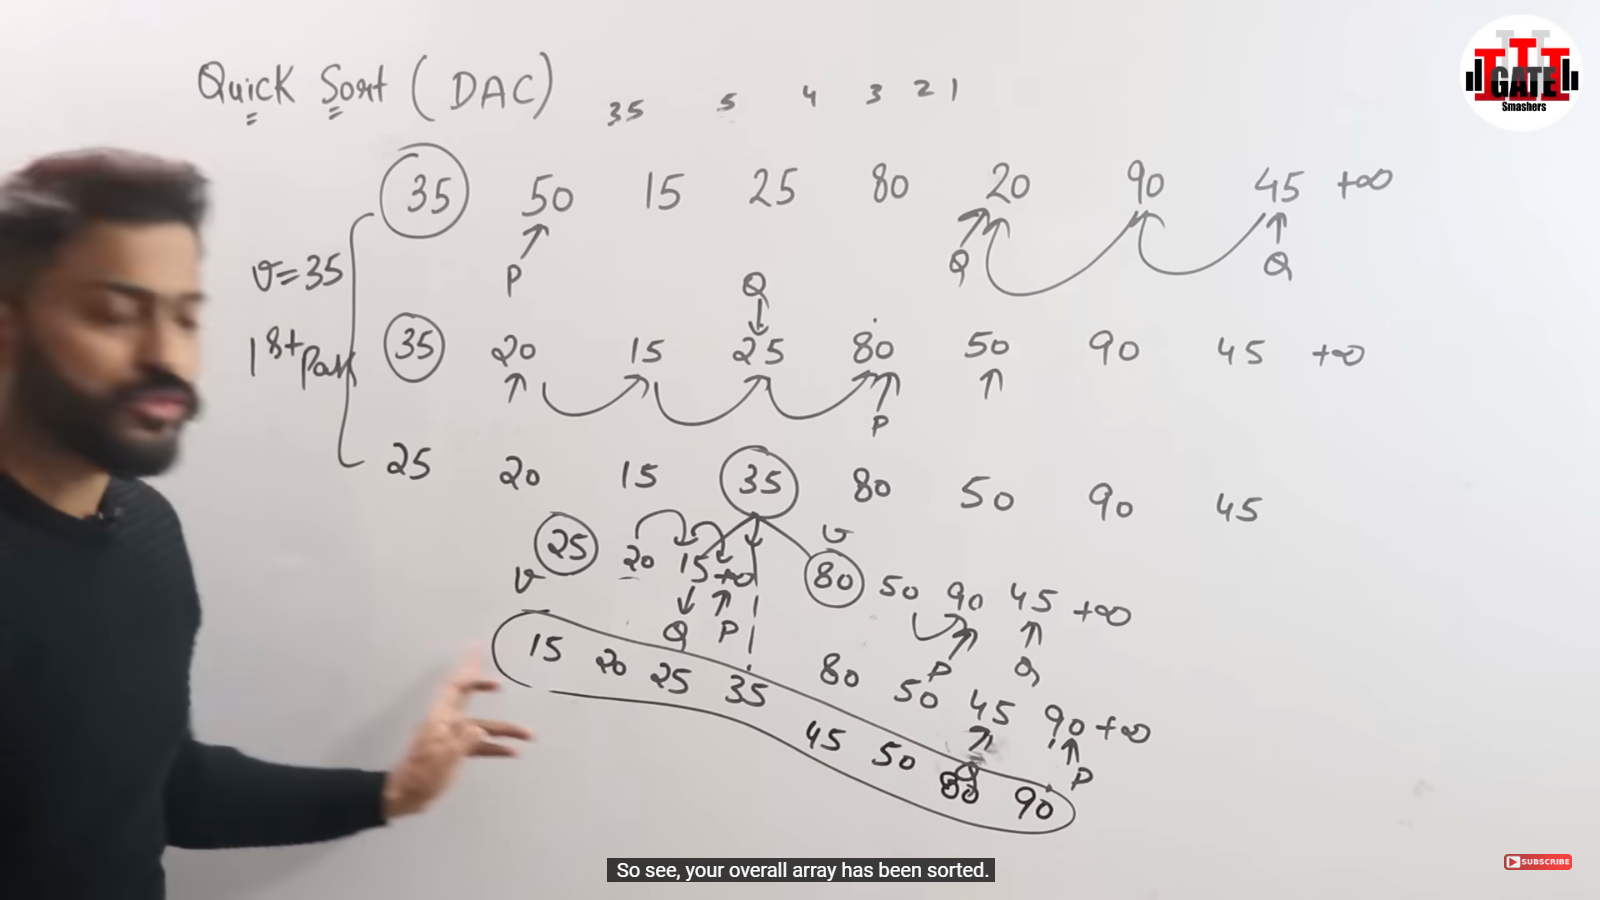 Quick Sort (DAC)
35 5 4 3 2 1
GATE
Smashers
35 50 15 25 80 20 90 45 +∞
P Q Q
v=35
Q
1st Pass
35 20 15 25 80 50 90 45 +∞
P
25 20 15 35 80 50 90 45
v
25 20 15 +∞ 80 50 90 45 +∞
v
Q P P Q
15 20 25 35 80 50 45 90 +∞
Q P
45 50 80 90
So see, your overall array has been sorted.
SUBSCRIBE